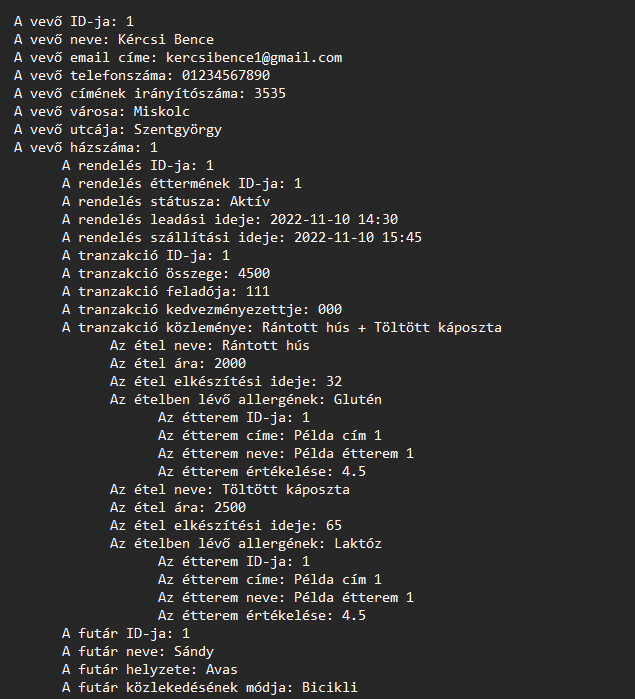 A vevő ID-ja: 1
A vevő neve: Kércsi Bence
A vevő email címe: kercsibence1@gmail.com
A vevő telefonszáma: 01234567890
A vevő címének irányítószáma: 3535
A vevő városa: Miskolc
A vevő utcája: Szentgyörgy
A vevő házszáma: 1
A rendelés ID-ja: 1
A rendelés éttermének ID-ja: 1
A rendelés státusza: Aktív
A rendelés leadási ideje: 2022-11-10 14:30
A rendelés szállítási ideje: 2022-11-10 15:45
A tranzakció ID-ja: 1
A tranzakció összege: 4500
A tranzakció feladója: 111
A tranzakció kedvezményezettje: 000
A tranzakció közleménye: Rántott hús + Töltött káposzta
Az étel neve: Rántott hús
Az étel ára: 2000
Az étel elkészítési ideje: 32
Az ételben lévő allergének: Glutén
Az étterem ID-ja: 1
Az étterem címe: Példa cím 1
Az étterem neve: Példa étterem 1
Az étterem értékelése: 4.5
Az étel neve: Töltött káposzta
Az étel ára: 2500
Az étel elkészítési ideje: 65
Az ételben lévő allergének: Laktóz
Az étterem ID-ja: 1
Az étterem címe: Példa cím 1
Az étterem neve: Példa étterem 1
Az étterem értékelése: 4.5
A futár ID-ja: 1
A futár neve: Sándy
A futár helyzete: Avas
A futár közlekedésének módja: Bicikli